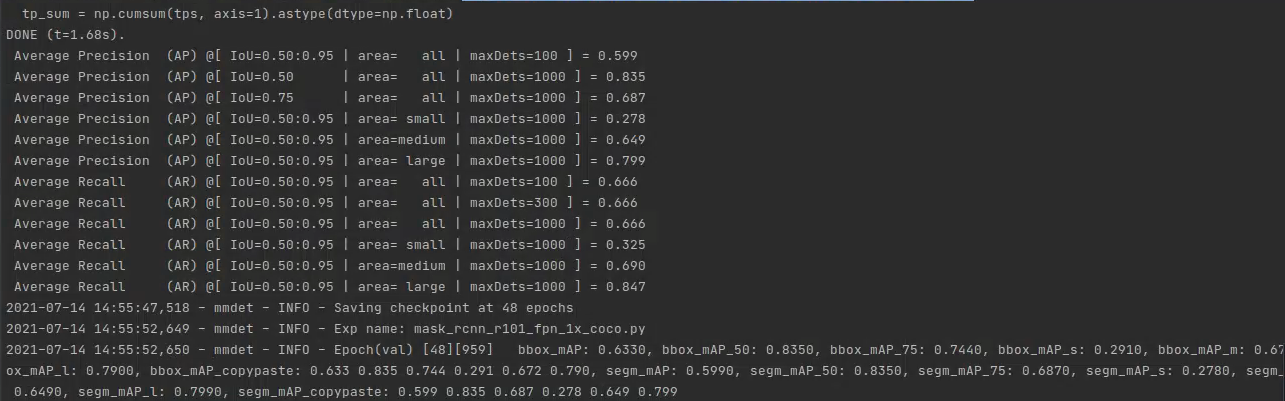 tp_sum = np.cumsum(tps, axis=1).astype(dtype=np.float)
DONE (t=1.68s).
Average Precision  (AP) @[ IoU=0.50:0.95 | area=   all | maxDets=100 ] = 0.599
Average Precision  (AP) @[ IoU=0.50      | area=   all | maxDets=1000 ] = 0.835
Average Precision  (AP) @[ IoU=0.75      | area=   all | maxDets=1000 ] = 0.687
Average Precision  (AP) @[ IoU=0.50:0.95 | area= small | maxDets=1000 ] = 0.278
Average Precision  (AP) @[ IoU=0.50:0.95 | area=medium | maxDets=1000 ] = 0.649
Average Precision  (AP) @[ IoU=0.50:0.95 | area= large | maxDets=1000 ] = 0.799
Average Recall     (AR) @[ IoU=0.50:0.95 | area=   all | maxDets=100 ] = 0.666
Average Recall     (AR) @[ IoU=0.50:0.95 | area=   all | maxDets=300 ] = 0.666
Average Recall     (AR) @[ IoU=0.50:0.95 | area=   all | maxDets=1000 ] = 0.666
Average Recall     (AR) @[ IoU=0.50:0.95 | area= small | maxDets=1000 ] = 0.325
Average Recall     (AR) @[ IoU=0.50:0.95 | area=medium | maxDets=1000 ] = 0.690
Average Recall     (AR) @[ IoU=0.50:0.95 | area= large | maxDets=1000 ] = 0.847
2021-07-14 14:55:47,518 - mmdet - INFO - Saving checkpoint at 48 epochs
2021-07-14 14:55:52,649 - mmdet - INFO - Exp name: mask_rcnn_r101_fpn_1x_coco.py
2021-07-14 14:55:52,650 - mmdet - INFO - Epoch(val) [48][959]   bbox_mAP: 0.6330, bbox_mAP_50: 0.8350, bbox_mAP_75: 0.7440, bbox_mAP_s: 0.2910, bbox_mAP_m: 0.67
ox_mAP_l: 0.7900, bbox_mAP_copypaste: 0.633 0.835 0.744 0.291 0.672 0.790, segm_mAP: 0.5990, segm_mAP_50: 0.8350, segm_mAP_75: 0.6870, segm_mAP_s: 0.2780, segm_
0.6490, segm_mAP_l: 0.7990, segm_mAP_copypaste: 0.599 0.835 0.687 0.278 0.649 0.799